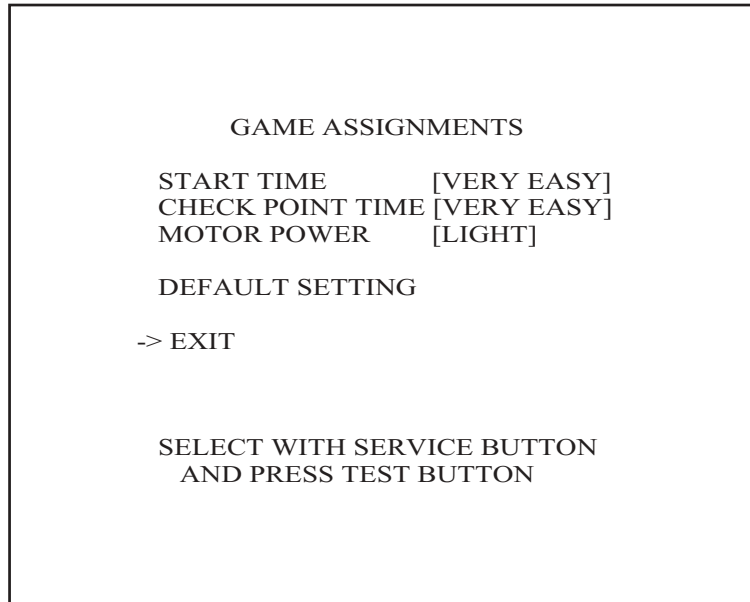 GAME ASSIGNMENTS
START TIME [VERY EASY]
CHECK POINT TIME [VERY EASY]
MOTOR POWER [LIGHT]
DEFAULT SETTING
-> EXIT
SELECT WITH SERVICE BUTTON
AND PRESS TEST BUTTON